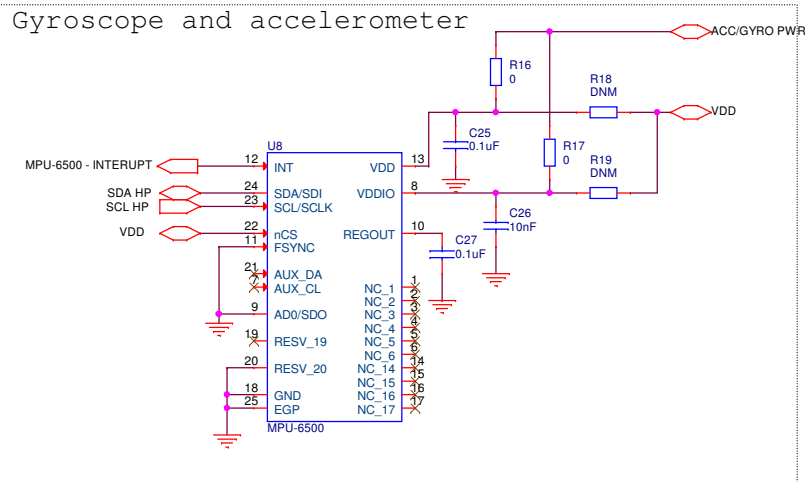 Gyroscope and accelerometer
ACC/GYRO PWR
R16
0
R18
DNM
VDD
C25
0.1uF
R17
0
R19
DNM
U8
MPU-6500 - INTERUPT
12
INT
VDD
13
SDA HP
24
SDA/SDI
VDDIO
8
SCL HP
23
SCL/SCLK
C26
10nF
VDD
22
nCS
REGOUT
10
11
FSYNC
C27
0.1uF
21
AUX_DA
7
AUX_CL
NC_1
1
NC_2
2
9
AD0/SDO
NC_3
3
NC_4
4
19
RESV_19
NC_5
5
NC_6
6
20
RESV_20
NC_14
14
NC_15
15
18
GND
NC_16
16
25
EGP
NC_17
17
MPU-6500